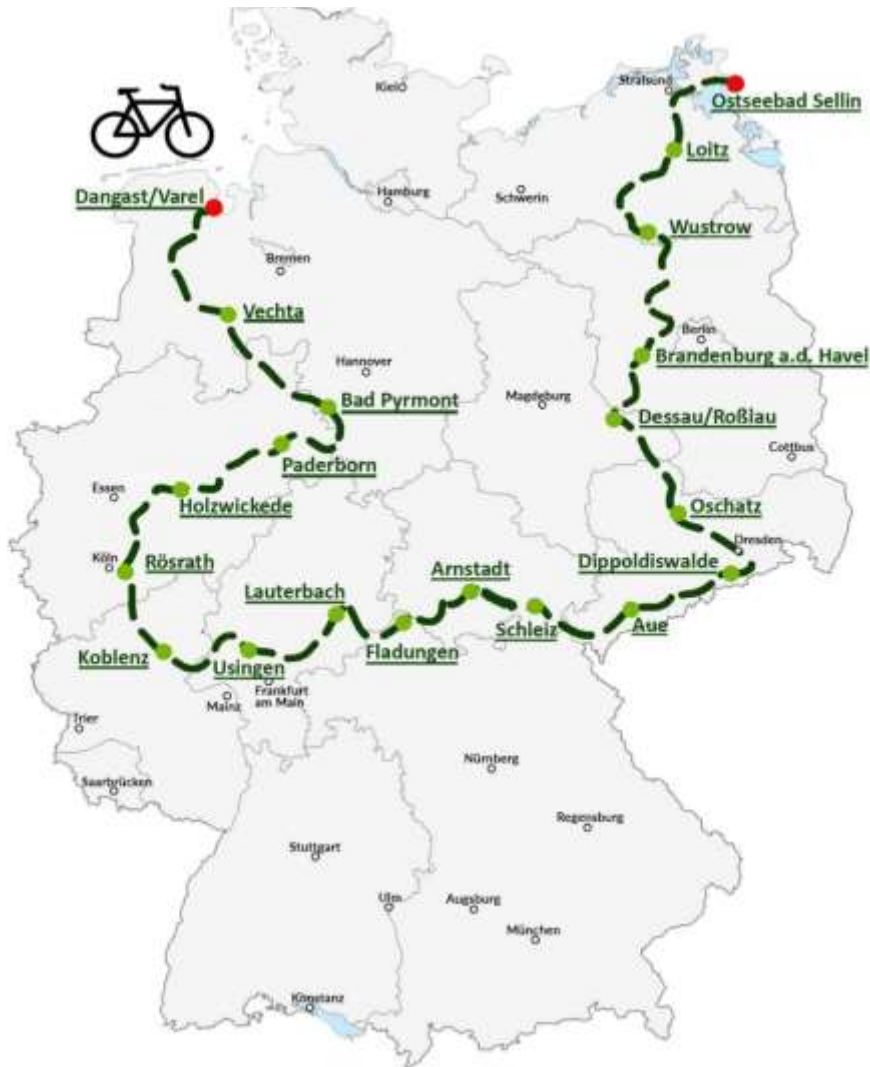 Kiel
Stralsund
Ostseebad Sellin
Loitz
Dangast/Varel
Hamburg
Schwerin
Wustrow
Bremen
Vechta
Berlin
Hannover
Brandenburg a.d. Havel
Bad Pyrmont
Magdeburg
Dessau/Roßlau
Paderborn
Cottbus
Essen
Holzwickede
Oschatz
Dresden
Köln
Rösrath
Arnstadt
Dippoldiswalde
Lauterbach
Schleiz
Aue
Koblenz
Usingen
Fladungen
Frankfurt
am Main
Mainz
Trier
Saarbrücken
Nürnberg
Regensburg
Stuttgart
Ulm
Augsburg
München
Konstanz